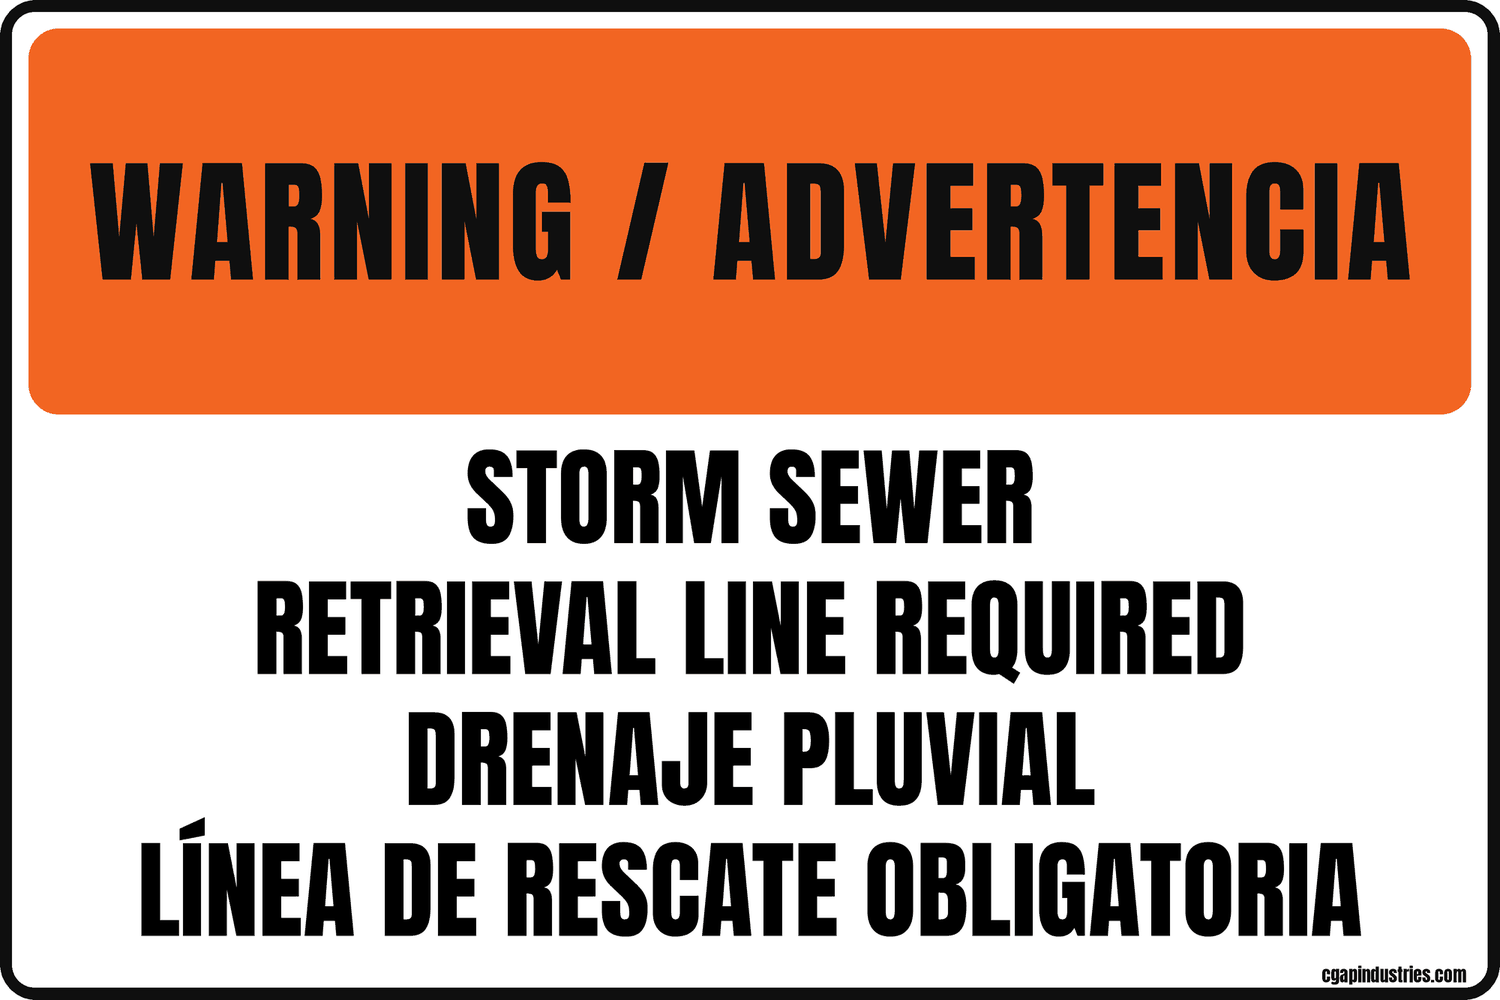 WARNING / ADVERTENCIA
STORM SEWER
RETRIEVAL LINE REQUIRED
DRENAJE PLUVIAL
LÍNEA DE RESCATE OBLIGATORIA
cgapindustries.com